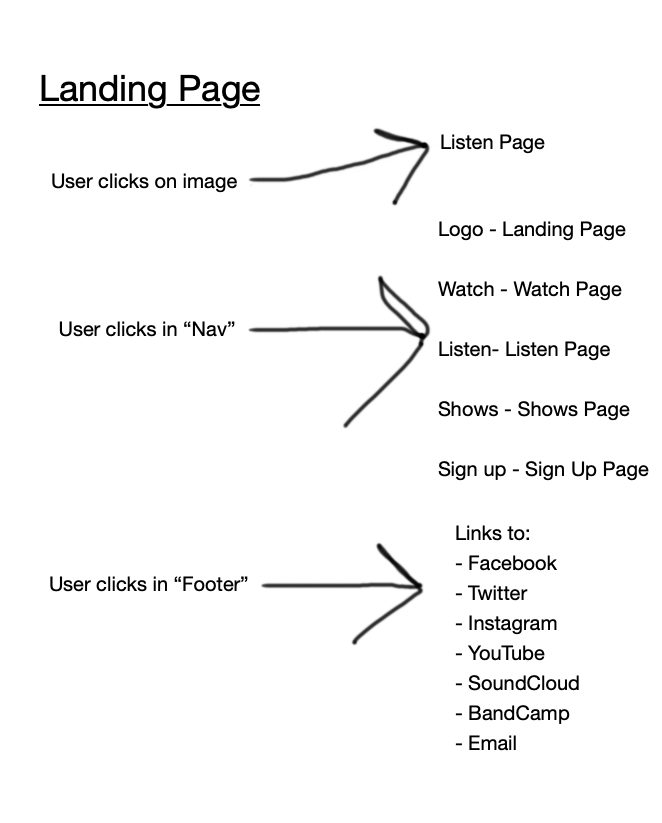 Landing Page
User clicks on image
Listen Page
User clicks in “Nav”
Logo - Landing Page
Watch - Watch Page
Listen- Listen Page
Shows - Shows Page
Sign up - Sign Up Page
User clicks in “Footer”
Links to:
- Facebook
- Twitter
- Instagram
- YouTube
- SoundCloud
- BandCamp
- Email